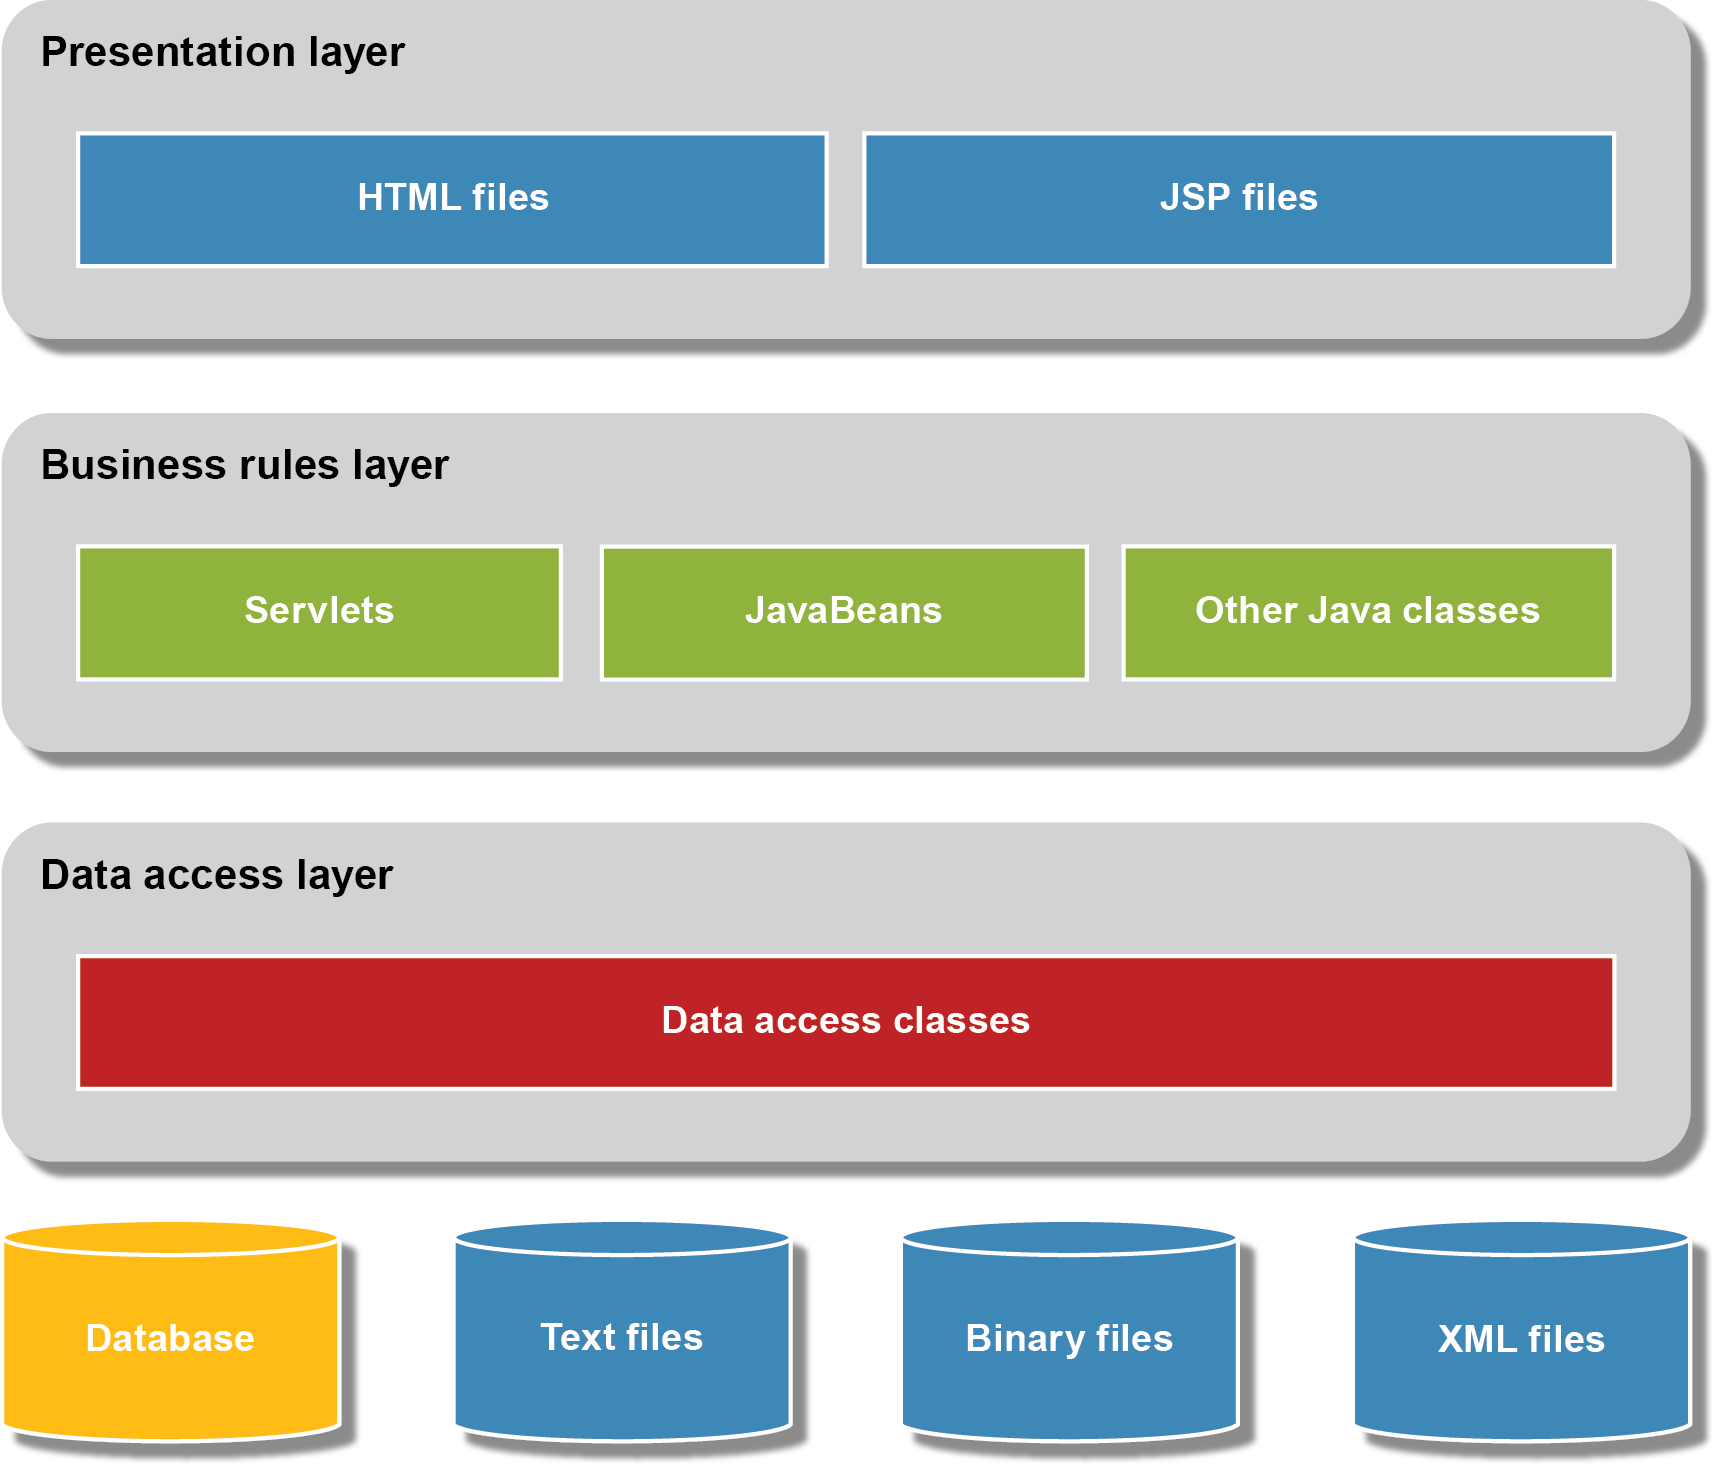 Presentation layer
HTML files
JSP files
Business rules layer
Servlets
JavaBeans
Other Java classes
Data access layer
Data access classes
Database
Text files
Binary files
XML files